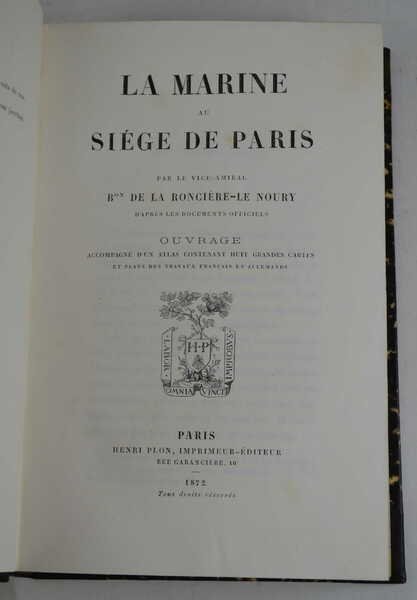 LA MARINE
AU
SIÉGE DE PARIS
PAR LE VICE-AMIRAL
Bon DE LA RONCIÈRE-LE NOURY
D'APRÈS LES DOCUMENTS OFFICIELS
OUVRAGE
ACCOMPAGNÉ D'UN ATLAS CONTENANT HUIT GRANDES CARTES
ET PLANS DES TRAVAUX FRANÇAIS ET ALLEMANDS
H·P
LABOR
OMNIA VINCIT
IMPROBUS
PARIS
HENRI PLON, IMPRIMEUR-ÉDITEUR
RUE GARANCIÈRE, 10
1872
Tous droits réservés